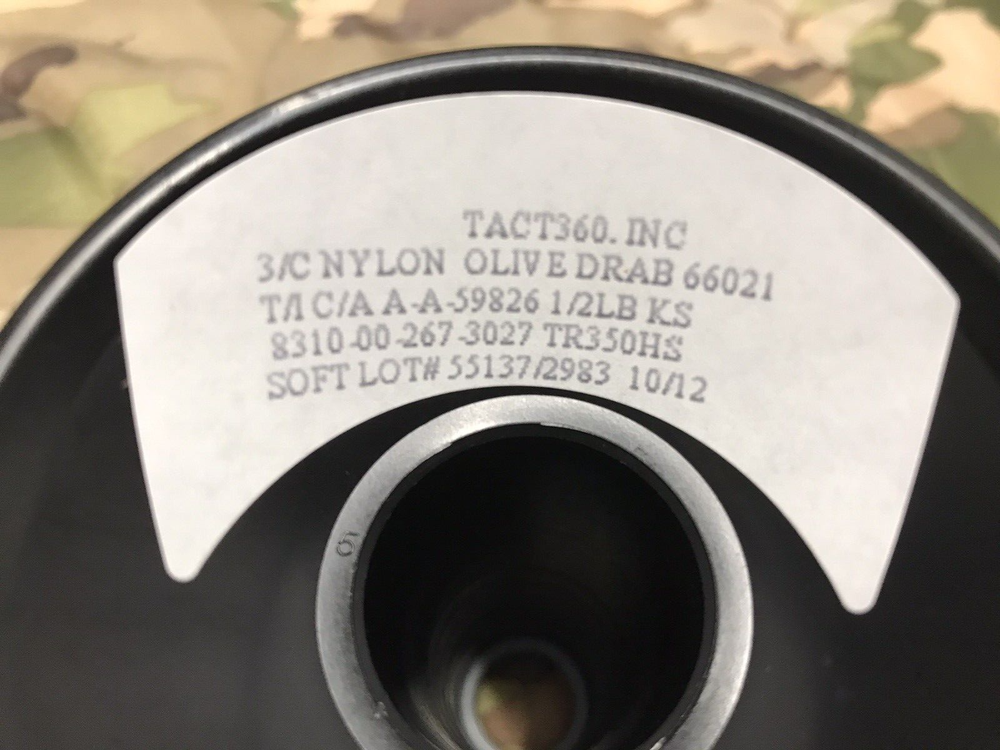 TACT360. INC
3/C NYLON OLIVE DRAB 66021
T/I C/A A-A-59826 1/2LB KS
8310-00-267-3027 TR350HS
SOFT LOT# 55137/2983 10/12
6